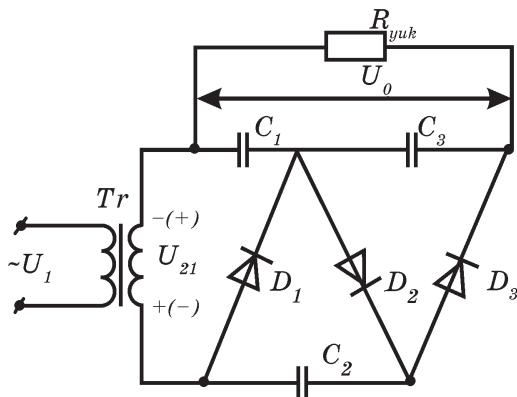 R_yuk
U_0
C_1
C_3
Tr
-(+)
~U_1
U_21
D_1
D_2
D_3
+(-)
C_2